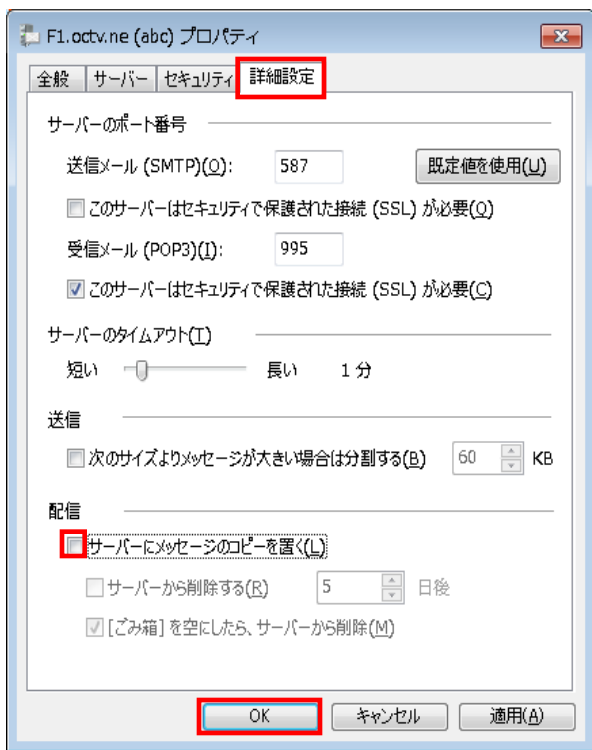 F1.octv.ne (abc) プロパティ
全般 サーバー セキュリティ 詳細設定
サーバーのポート番号
送信メール (SMTP)(O): 587 既定値を使用(U)
このサーバーはセキュリティで保護された接続 (SSL) が必要(Q)
受信メール (POP3)(I): 995
このサーバーはセキュリティで保護された接続 (SSL) が必要(C)
サーバーのタイムアウト(T)
短い 長い 1 分
送信
次のサイズよりメッセージが大きい場合は分割する(B) 60 KB
配信
サーバーにメッセージのコピーを置く(L)
サーバーから削除する(R) 5 日後
[ごみ箱] を空にしたら、サーバーから削除(M)
OK キャンセル 適用(A)